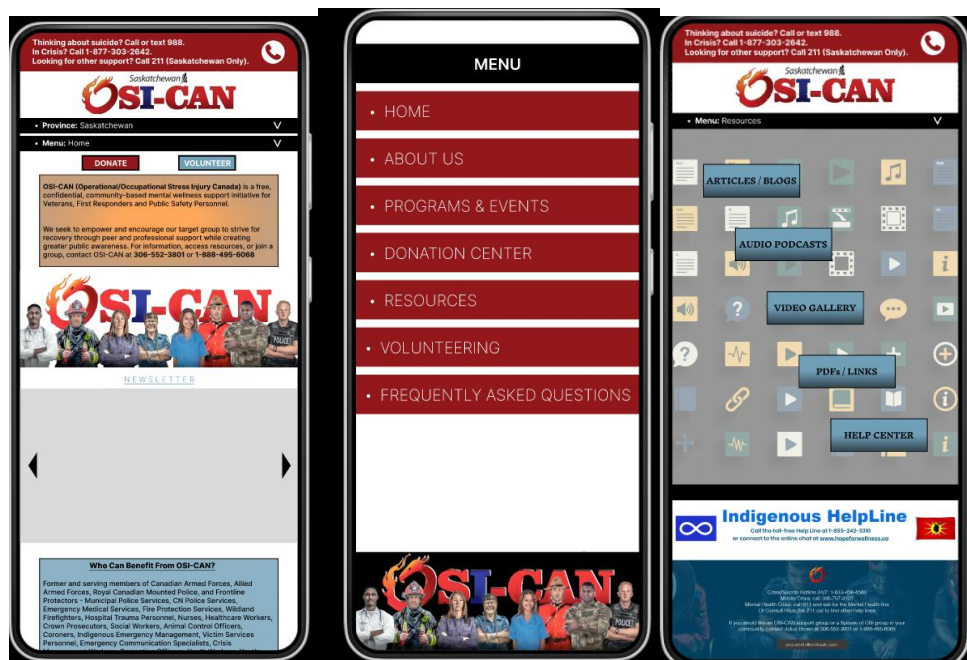 Thinking about suicide? Call or text 988.
In Crisis? Call 1-877-303-2642.
Looking for other support? Call 211 (Saskatchewan Only).
Saskatchewan
OSI-CAN
• Province: Saskatchewan
• Menu: Home
DONATE
VOLUNTEER
OSI-CAN (Operational/Occupational Stress Injury Canada) is a free,
confidential, community-based mental wellness support initiative for
Veterans, First Responders and Public Safety Personnel.
We seek to empower and encourage our target group to strive for
recovery through peer and professional support while creating
greater public awareness. For information, access resources, or join a
group, contact OSI-CAN at 306-552-3801 or 1-888-495-6068
OSI-CAN
POLICE
NEWSLETTER
Who Can Benefit From OSI-CAN?
Former and serving members of Canadian Armed Forces, Allied
Armed Forces, Royal Canadian Mounted Police, and Frontline
Protectors - Municipal Police Services, CN Police Services,
Emergency Medical Services, Fire Protection Services, Wildland
Firefighters, Hospital Trauma Personnel, Nurses, Healthcare Workers,
Crown Prosecutors, Social Workers, Animal Control Officers,
Coroners, Indigenous Emergency Management, Victim Services
Personnel, Emergency Communication Specialists, Crisis
MENU
• HOME
• ABOUT US
• PROGRAMS & EVENTS
• DONATION CENTER
• RESOURCES
• VOLUNTEERING
• FREQUENTLY ASKED QUESTIONS
OSI-CAN
Thinking about suicide? Call or text 988.
In Crisis? Call 1-877-303-2642.
Looking for other support? Call 211 (Saskatchewan Only).
Saskatchewan
OSI-CAN
• Menu: Resources
ARTICLES / BLOGS
AUDIO PODCASTS
VIDEO GALLERY
PDFs / LINKS
HELP CENTER
Indigenous HelpLine
Call the toll-free Help Line at 1-855-242-3310
or connect to the online chat at www.hopeforwellness.ca